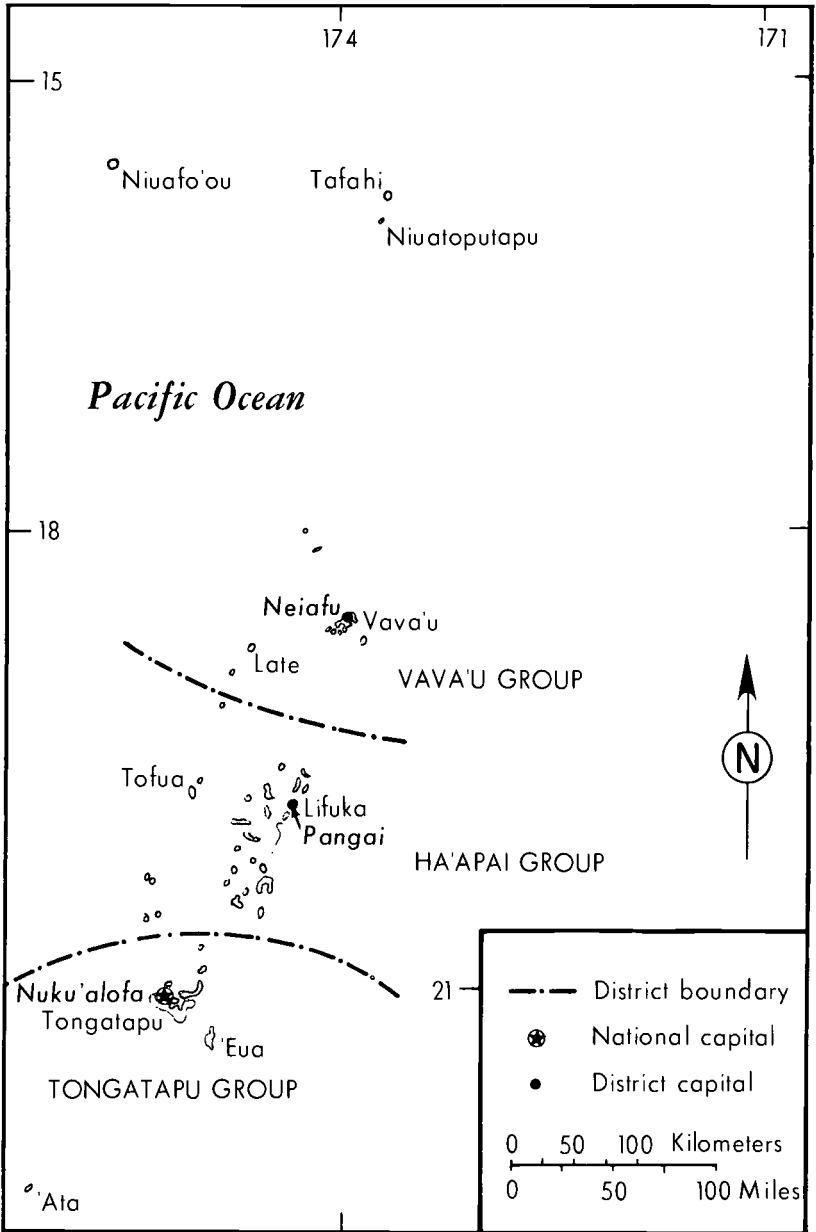 174 171
15
Niuafo'ou
Tafahi
Niuatoputapu
Pacific Ocean
18
Neiafu
Vava'u
Late
VAVA'U GROUP
N
Tofua
Lifuka
Pangai
HA'APAI GROUP
21
Nuku'alofa
Tongatapu
'Eua
TONGATAPU GROUP
'Ata
District boundary
National capital
District capital
0 50 100 Kilometers
0 50 100 Miles